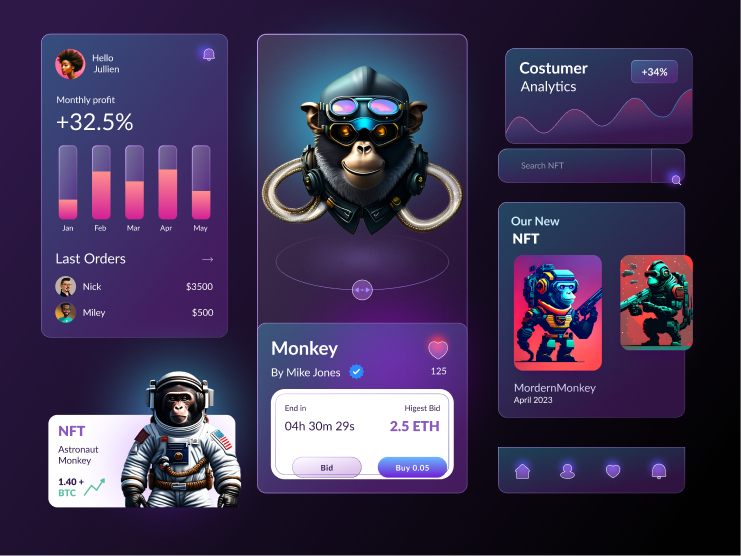 Hello
Jullien
Monthly profit
+32.5%
Jan Feb Mar Apr May
Last Orders
Nick $3500
Miley $500
NFT
Astronaut
Monkey
1.40 +
BTC
Monkey
By Mike Jones
125
End in Higest Bid
04h 30m 29s 2.5 ETH
Bid Buy 0.05
Costumer
Analytics
+34%
Search NFT
Our New
NFT
MordernMonkey
April 2023